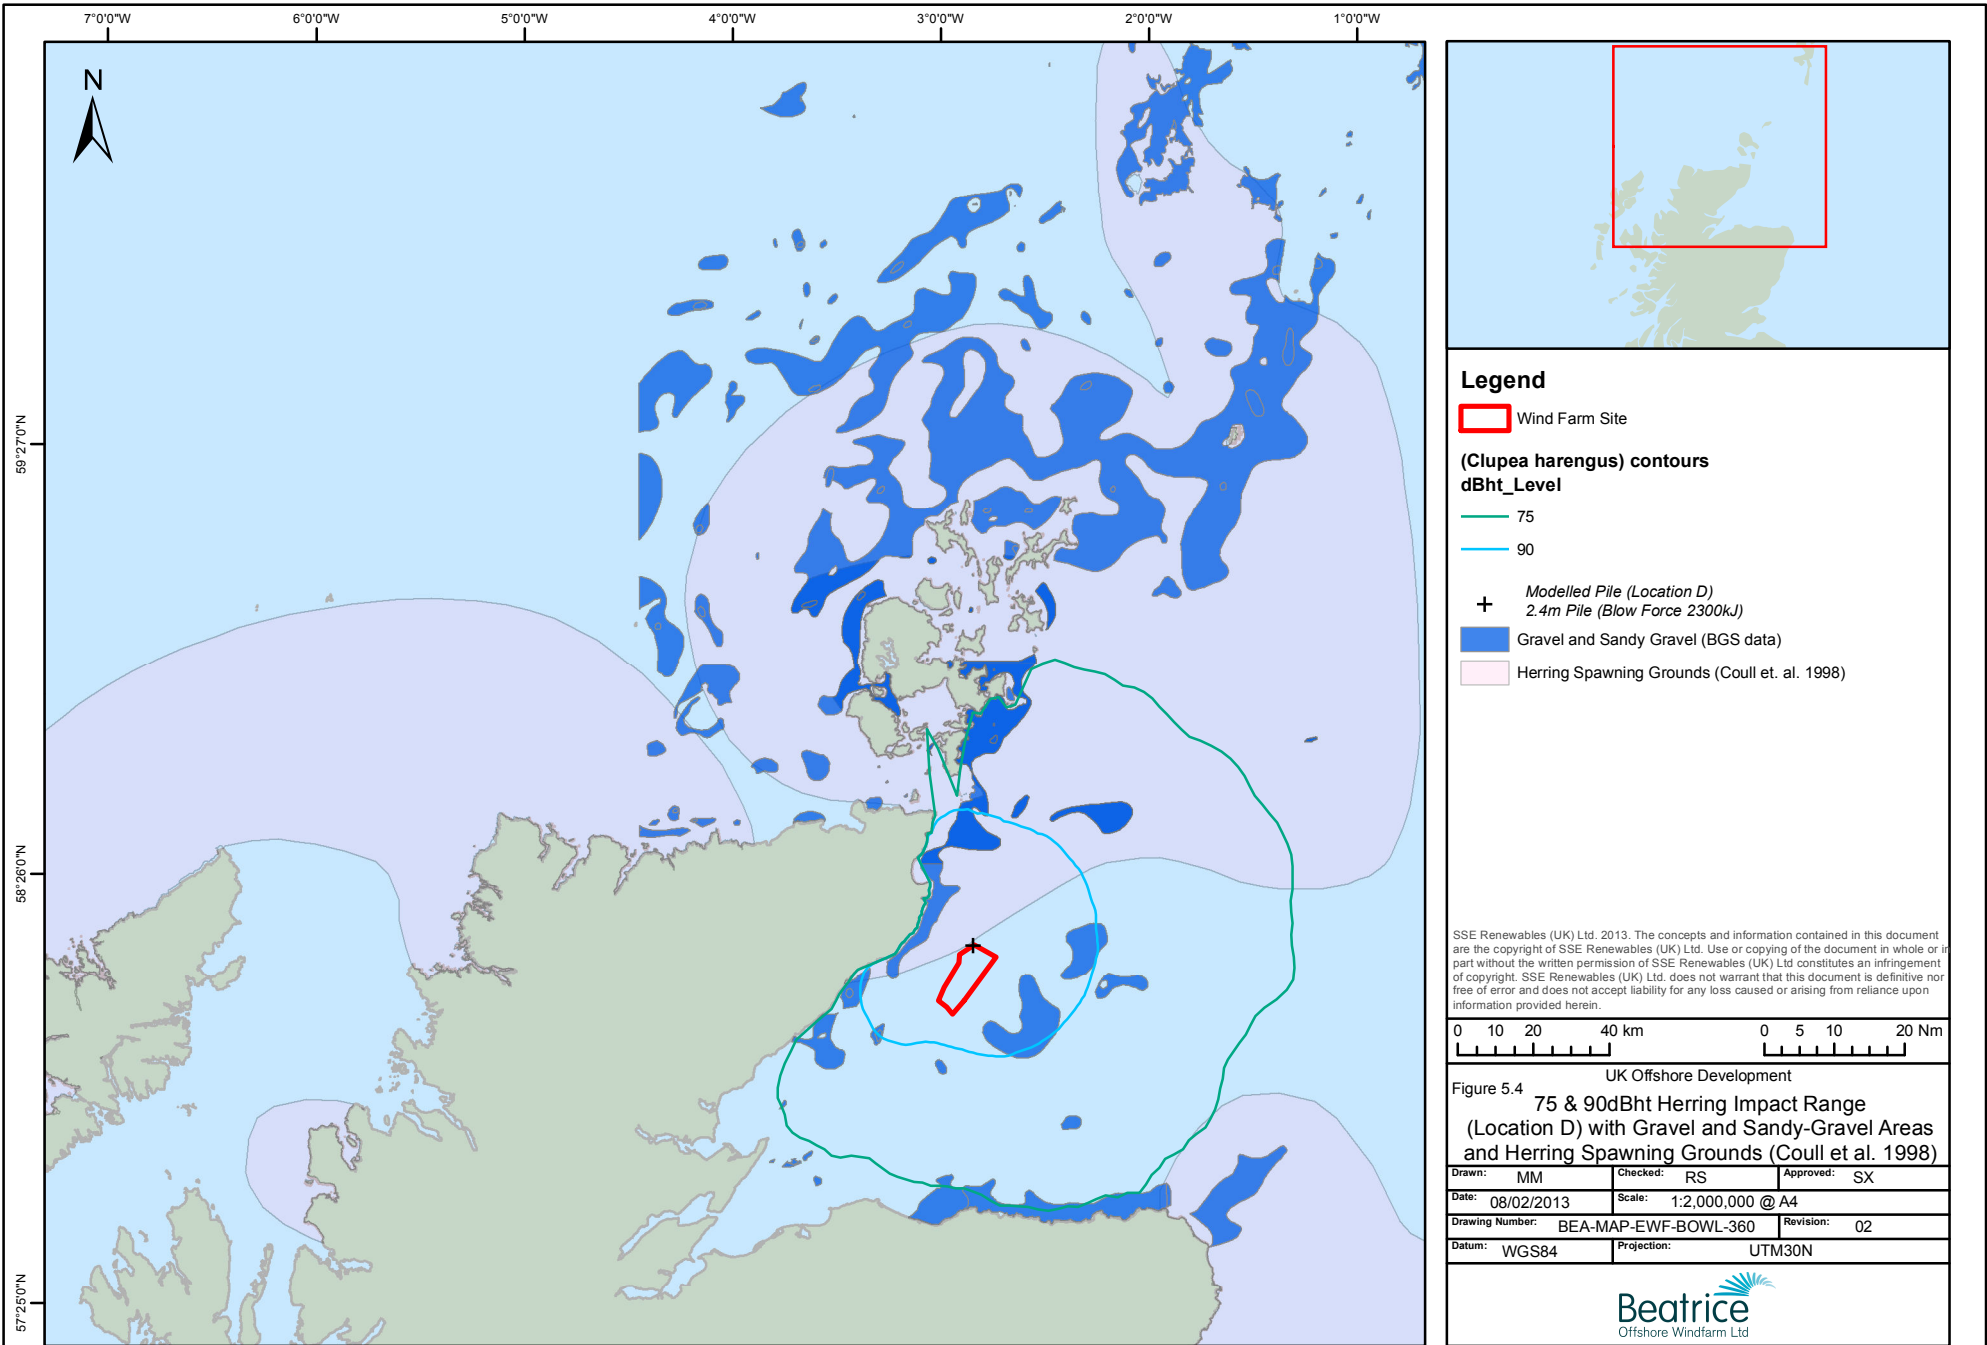 7°0'0"W 6°0'0"W 5°0'0"W 4°0'0"W 3°0'0"W 2°0'0"W 1°0'0"W
N
59°27'0"N
58°26'0"N
57°25'0"N
Legend
Wind Farm Site
(Clupea harengus) contours
dBht_Level
75
90
Modelled Pile (Location D)
2.4m Pile (Blow Force 2300kJ)
Gravel and Sandy Gravel (BGS data)
Herring Spawning Grounds (Coull et. al. 1998)
SSE Renewables (UK) Ltd. 2013. The concepts and information contained in this document
are the copyright of SSE Renewables (UK) Ltd. Use or copying of the document in whole or in
part without the written permission of SSE Renewables (UK) Ltd constitutes an infringement
of copyright. SSE Renewables (UK) Ltd. does not warrant that this document is definitive nor
free of error and does not accept liability for any loss caused or arising from reliance upon
information provided herein.
0 10 20 40 km 0 5 10 20 Nm
UK Offshore Development
Figure 5.4
75 & 90dBht Herring Impact Range
(Location D) with Gravel and Sandy-Gravel Areas
and Herring Spawning Grounds (Coull et al. 1998)
Drawn: MM Checked: RS Approved: SX
Date: 08/02/2013 Scale: 1:2,000,000 @ A4
Drawing Number: BEA-MAP-EWF-BOWL-360 Revision: 02
Datum: WGS84 Projection: UTM30N
Beatrice
Offshore Windfarm Ltd